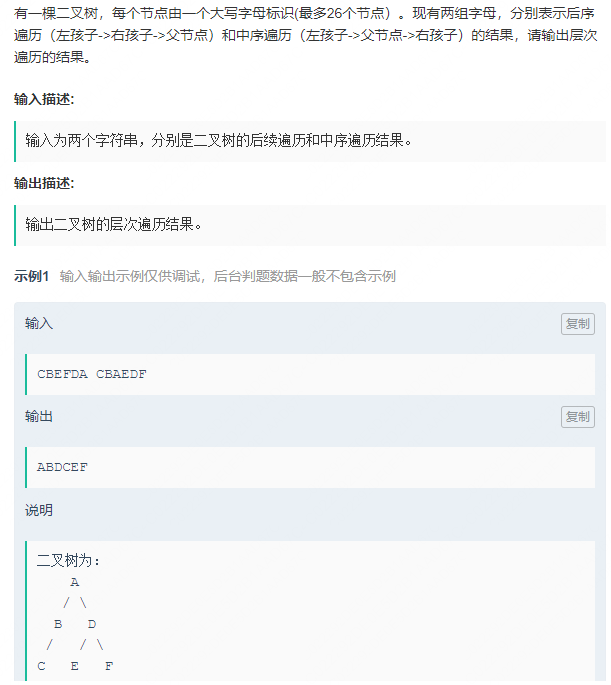 有一棵二叉树，每个节点由一个大写字母标识(最多26个节点）。现有两组字母，分别表示后序
遍历（左孩子->右孩子->父节点）和中序遍历（左孩子->父节点->右孩子）的结果，请输出层次
遍历的结果。
输入描述:
输入为两个字符串，分别是二叉树的后续遍历和中序遍历结果。
输出描述:
输出二叉树的层次遍历结果。
示例1 输入输出示例仅供调试，后台判题数据一般不包含示例
输入 复制
CBEFDA CBAEDF
输出 复制
ABDCEF
说明
二叉树为：
A
/ \
B D
/ / \
C E F